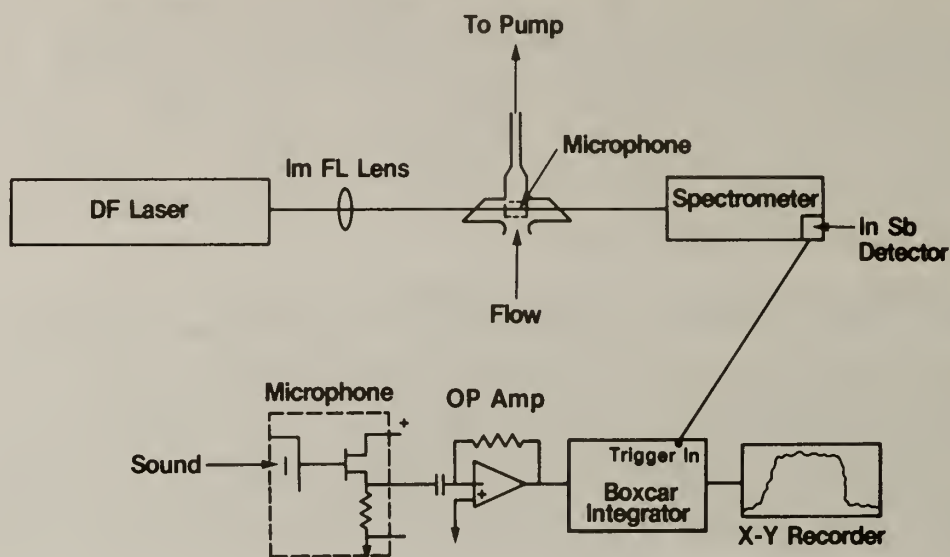 To Pump
Microphone
Im FL Lens
DF Laser
Spectrometer
In Sb
Detector
Flow
Microphone
+
OP Amp
Sound
+
Trigger In
Boxcar
Integrator
X-Y Recorder